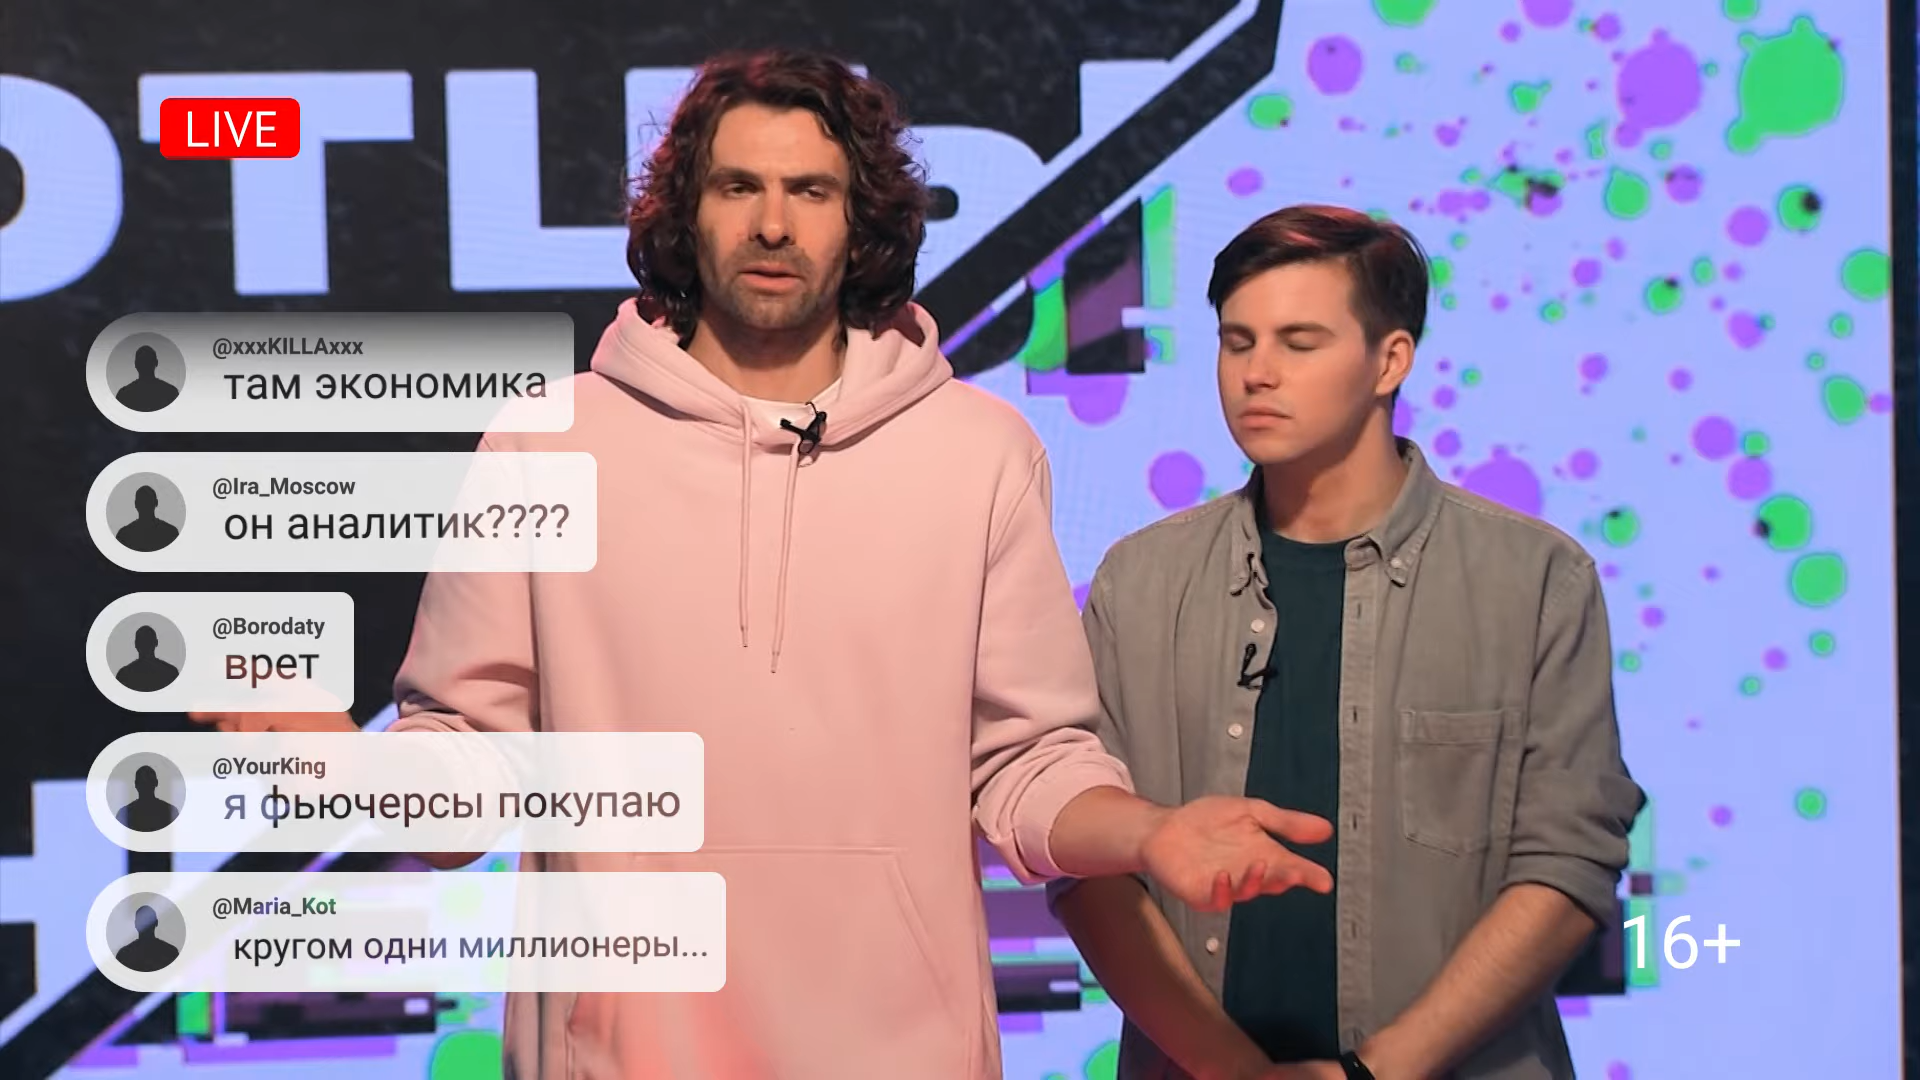 LIVE
@xxxKILLAxxx
там экономика
@Ira_Moscow
он аналитик????
@Borodaty
врет
@YourKing
я фьючерсы покупаю
@Maria_Kot
кругом одни миллионеры...
16+